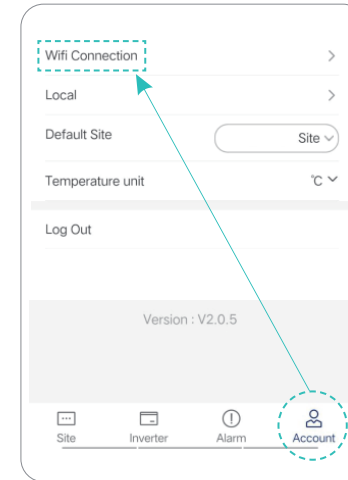 Wifi Connection
Local
Default Site Site
Temperature unit °C
Log Out
Version : V2.0.5
Site Inverter Alarm Account